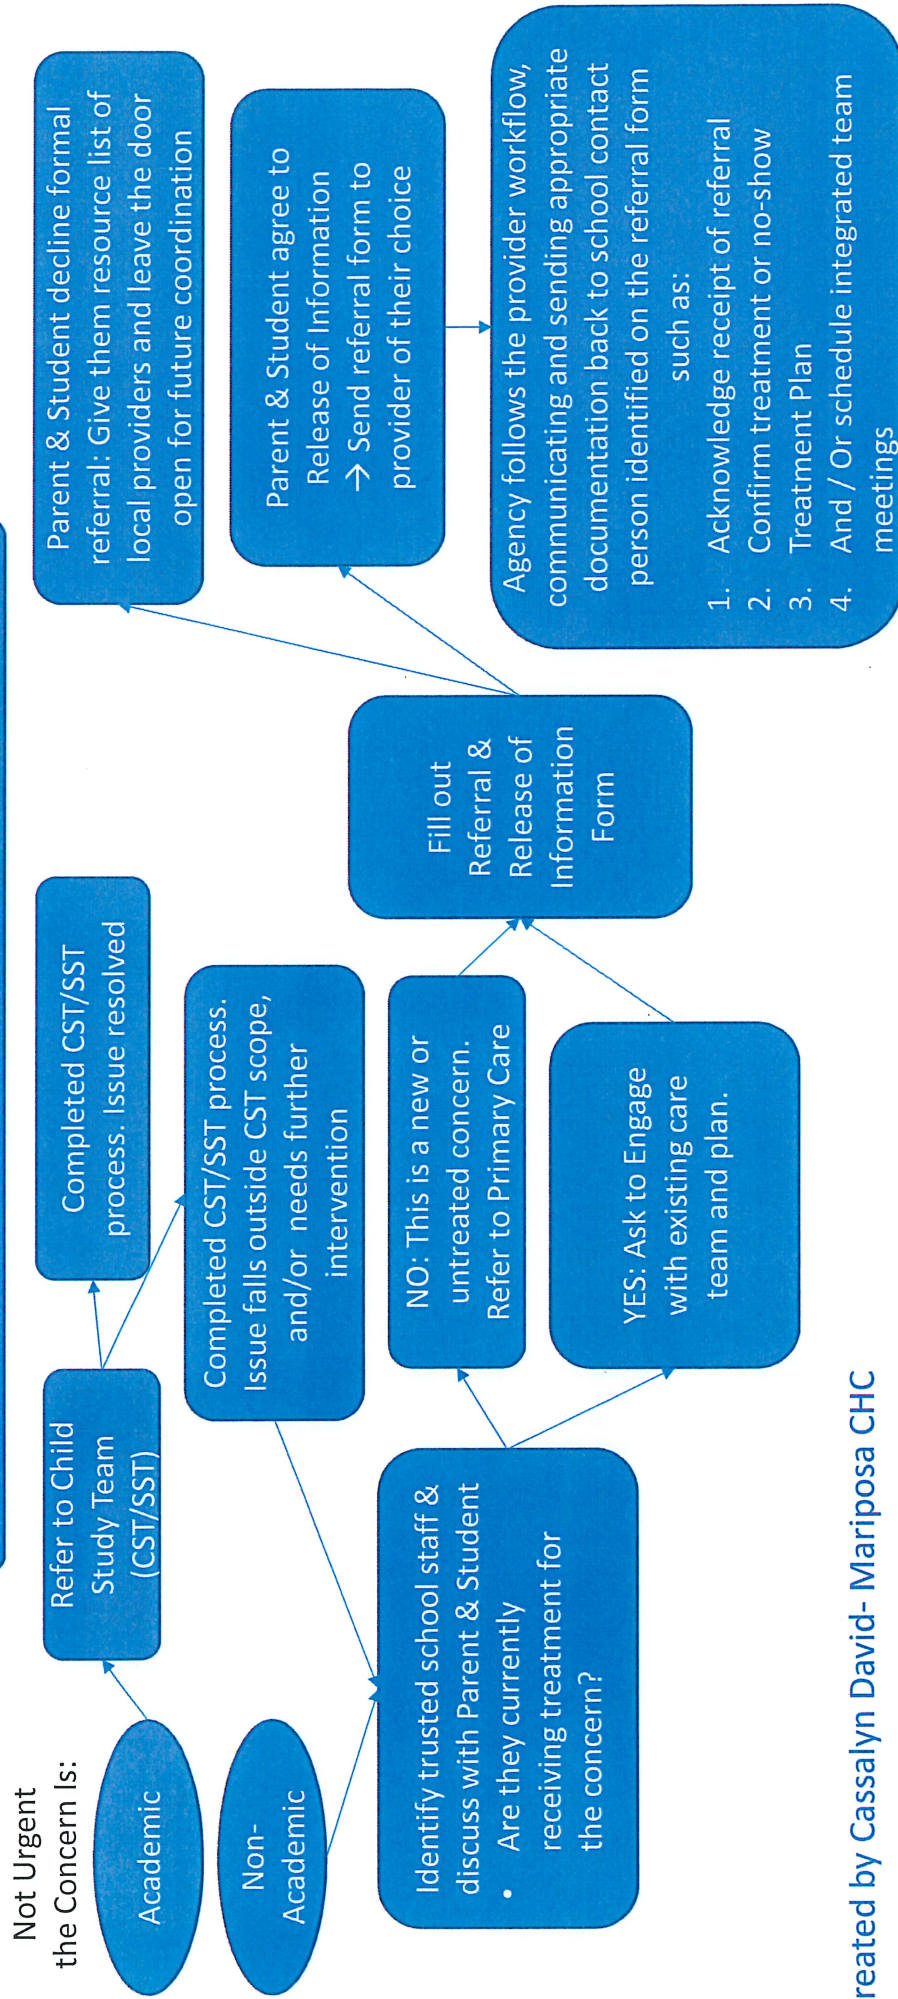 Not Urgent
the Concern Is:
Academic
Non-
Academic
Refer to Child
Study Team
(CST/SST)
Completed CST/SST
process. Issue resolved
Completed CST/SST process.
Issue falls outside CST scope,
and/or needs further
intervention
Identify trusted school staff &
discuss with Parent & Student
• Are they currently
receiving treatment for
the concern?
NO: This is a new or
untreated concern.
Refer to Primary Care
YES: Ask to Engage
with existing care
team and plan.
Fill out
Referral &
Release of
Information
Form
Parent & Student decline formal
referral: Give them resource list of
local providers and leave the door
open for future coordination
Parent & Student agree to
Release of Information
→ Send referral form to
provider of their choice
Agency follows the provider workflow,
communicating and sending appropriate
documentation back to school contact
person identified on the referral form
such as:
1. Acknowledge receipt of referral
2. Confirm treatment or no-show
3. Treatment Plan
4. And / Or schedule integrated team
meetings
reated by Cassalyn David- Mariposa CHC